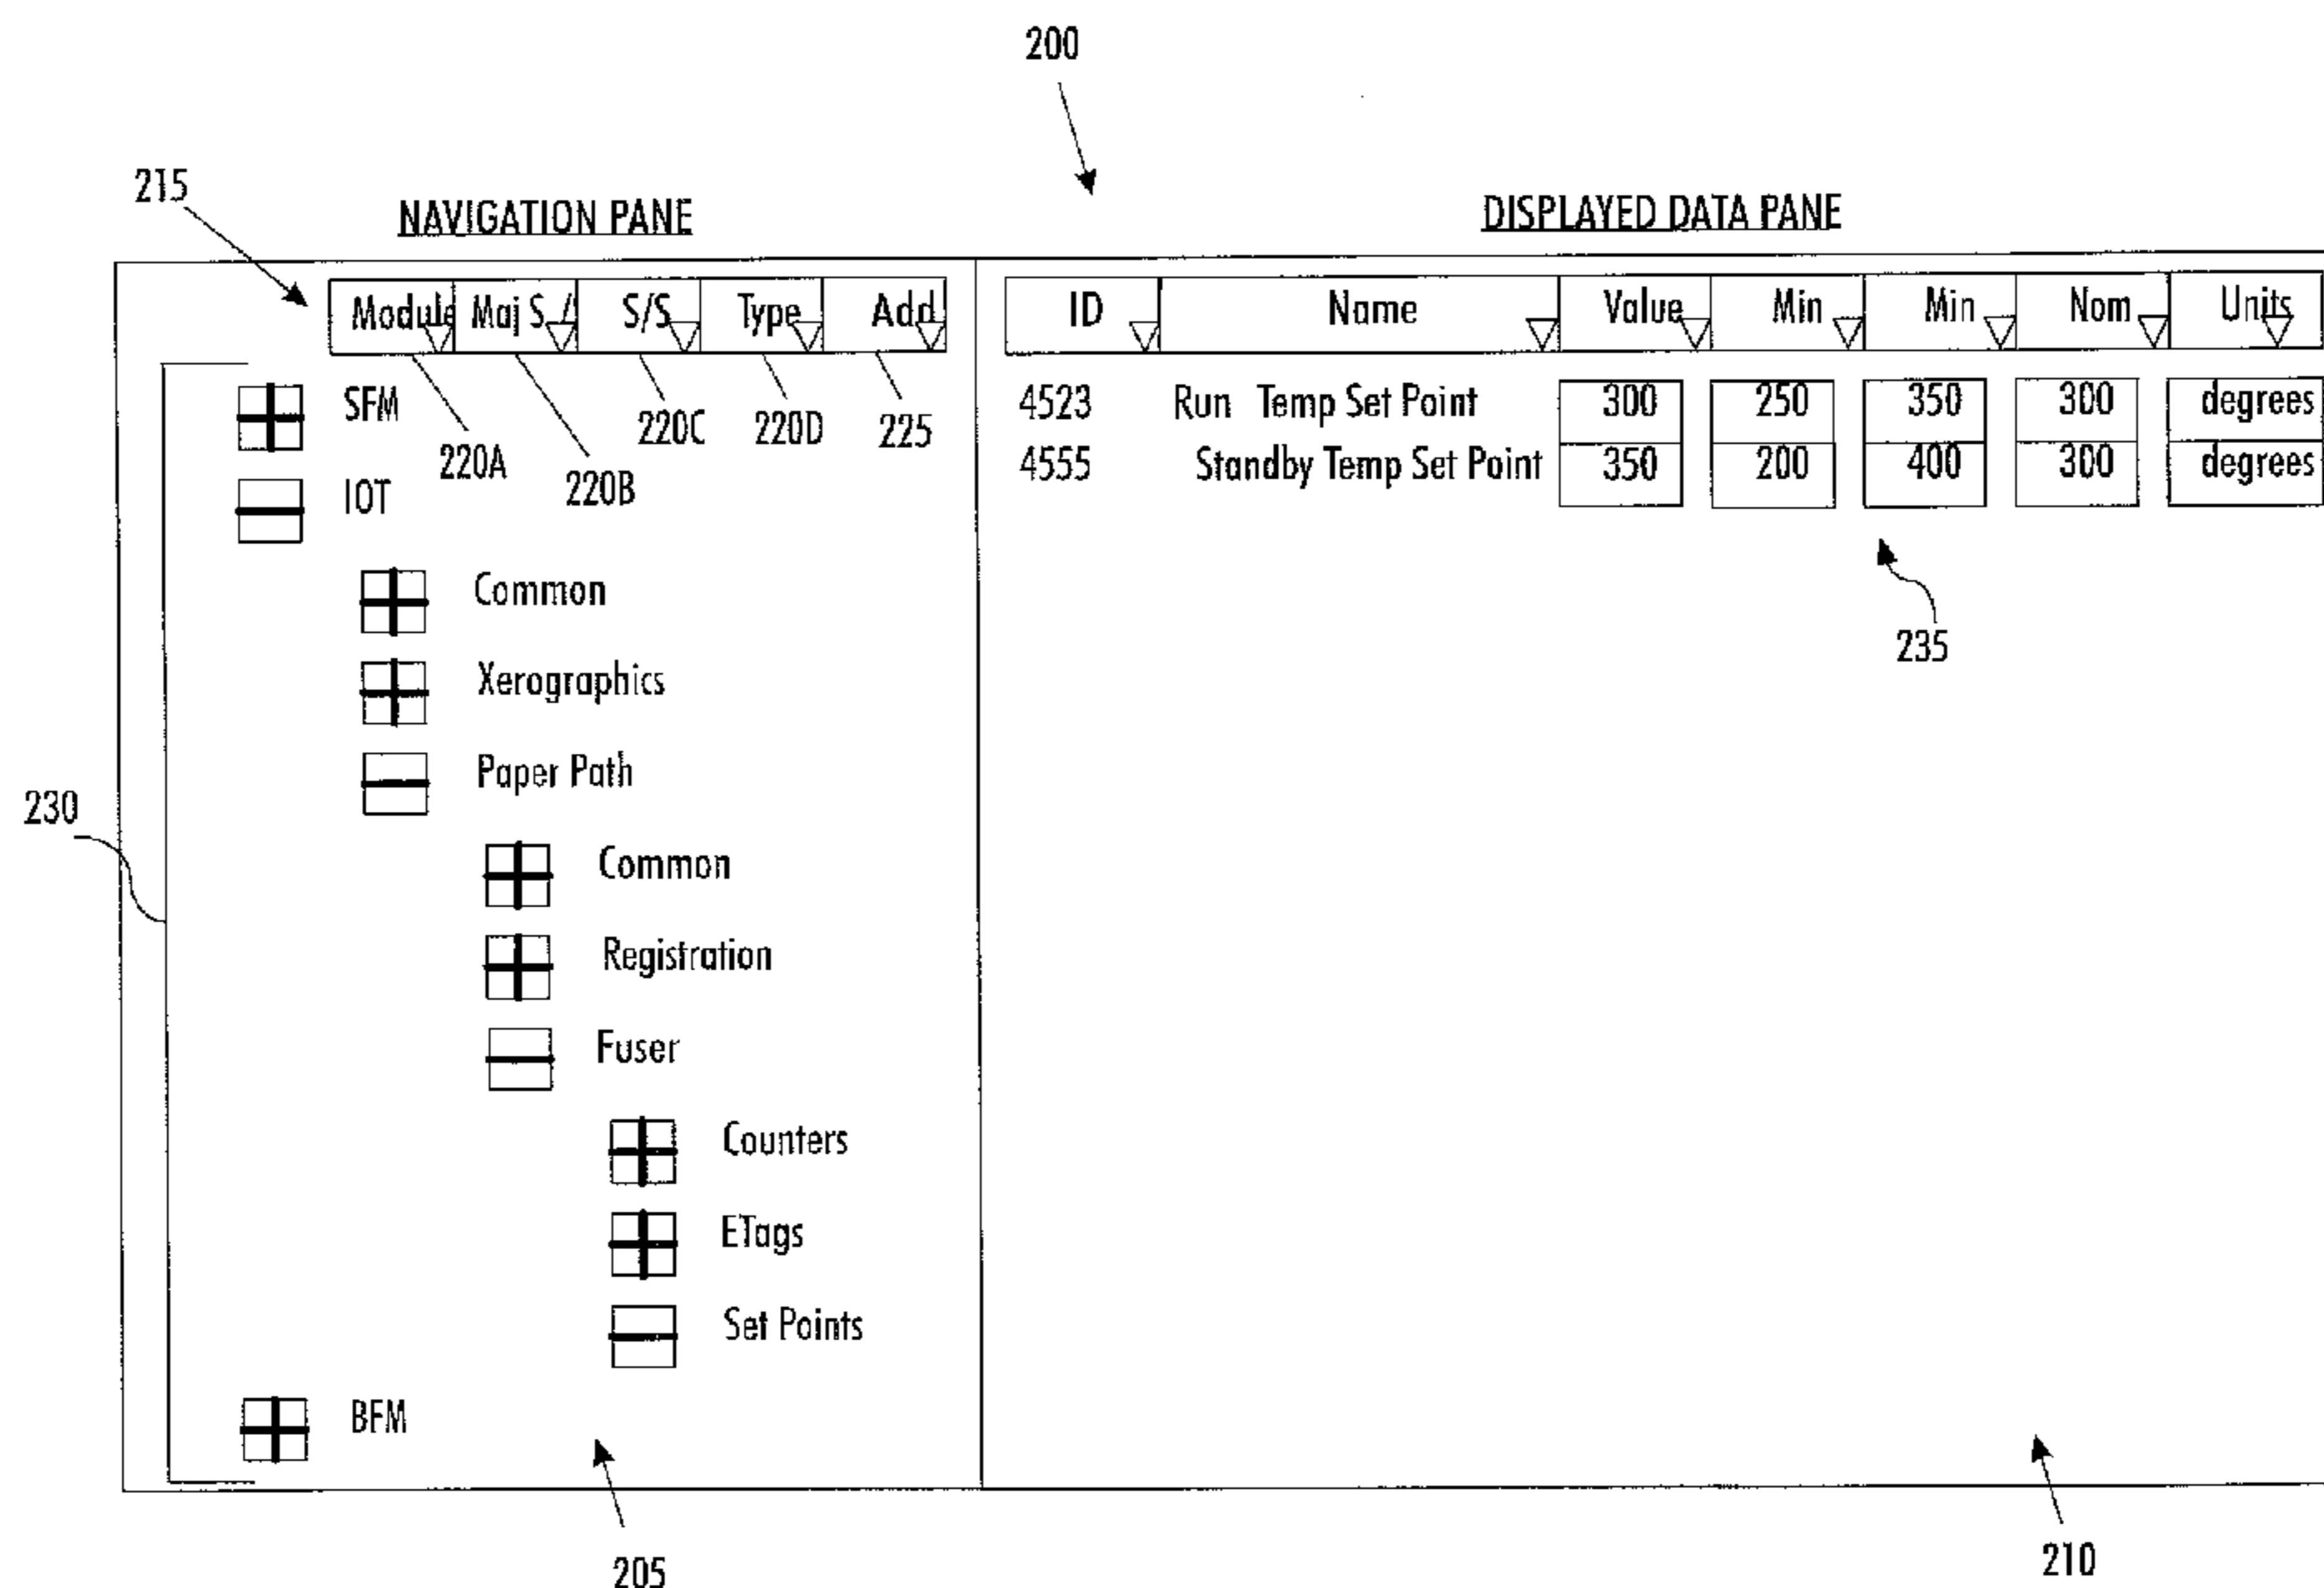 200
215
NAVIGATION PANE
DISPLAYED DATA PANE
Module Maj S / S/S Type Add
ID Name Value Min Min Nom Units
SFM
220A 220B 220C 220D 225
4523 Run Temp Set Point 300 250 350 300 degrees
4555 Standby Temp Set Point 350 200 400 300 degrees
IOT
235
Common
Xerographics
Paper Path
230
Common
Registration
Fuser
Counters
ETags
Set Points
BFM
205
210